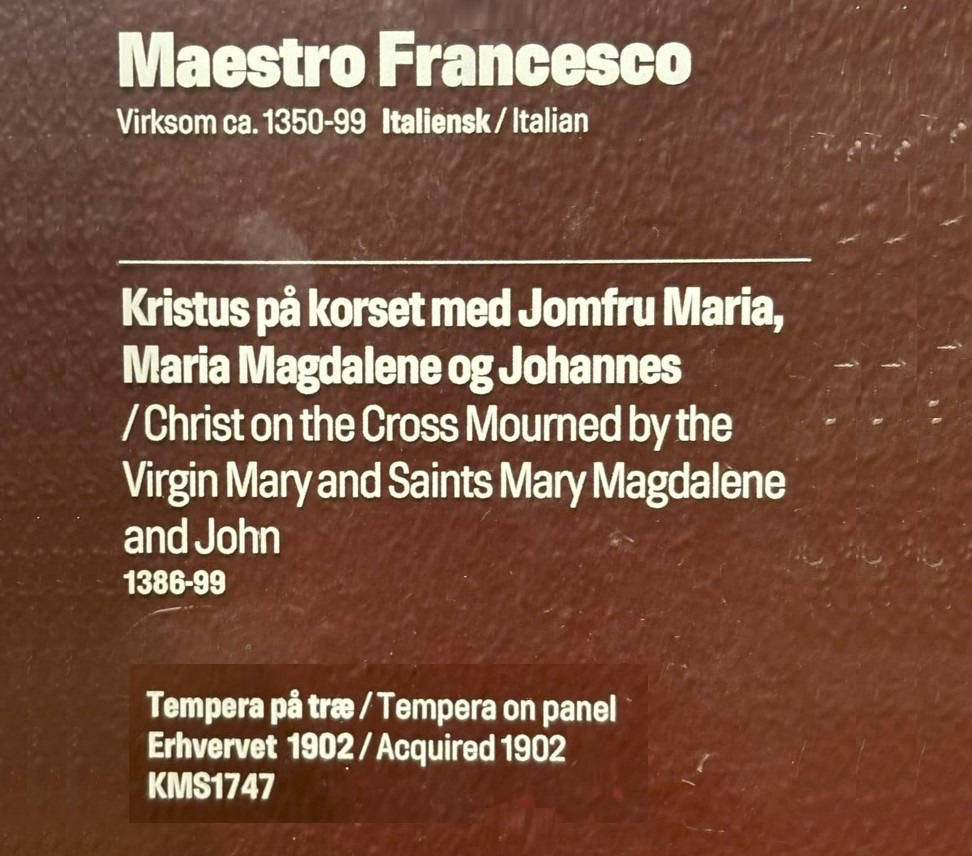 Maestro Francesco
Virksom ca. 1350-99 Italiensk / Italian
Kristus på korset med Jomfru Maria,
Maria Magdalene og Johannes
/ Christ on the Cross Mourned by the
Virgin Mary and Saints Mary Magdalene
and John
1386-99
Tempera på træ / Tempera on panel
Erhvervet 1902 / Acquired 1902
KMS1747